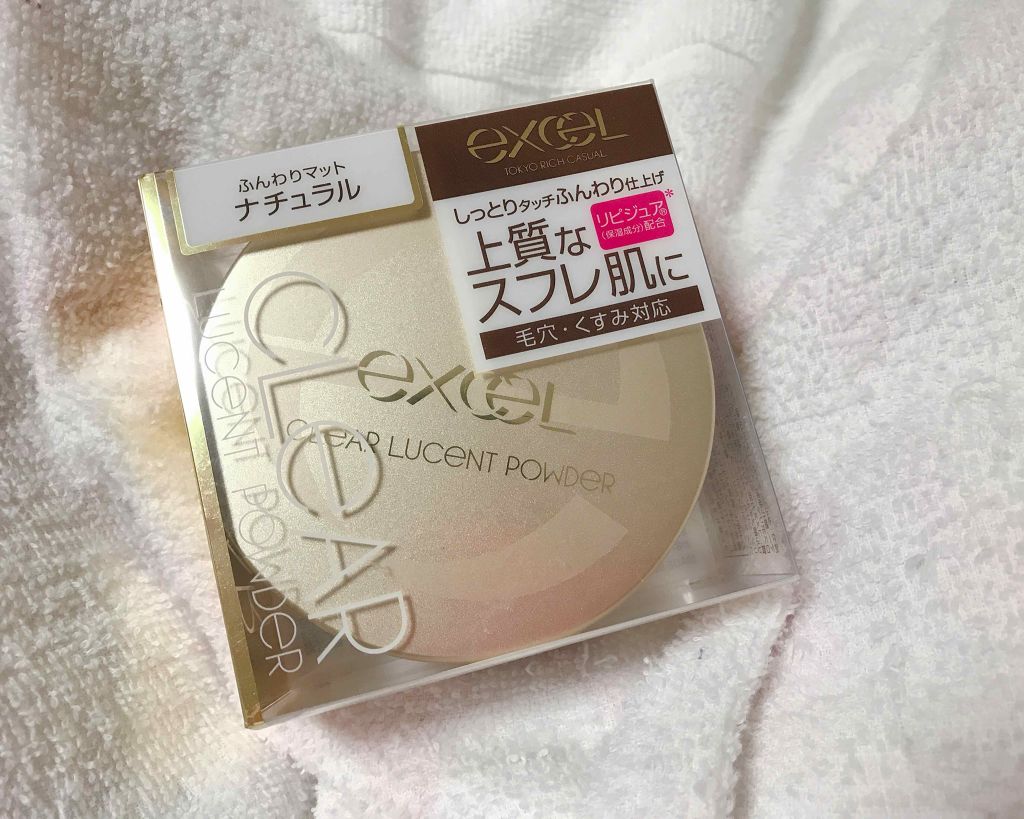 ふんわりマット
ナチュラル
excel
TOKYO RICH CASUAL
しっとりタッチふんわり仕上げ
上質な
スフレ肌に
リピジュア®*
(保湿成分)配合
毛穴・くすみ対応
excel
CLEAR LUCENT POWDER
CLEAR
LUCENT POWDER